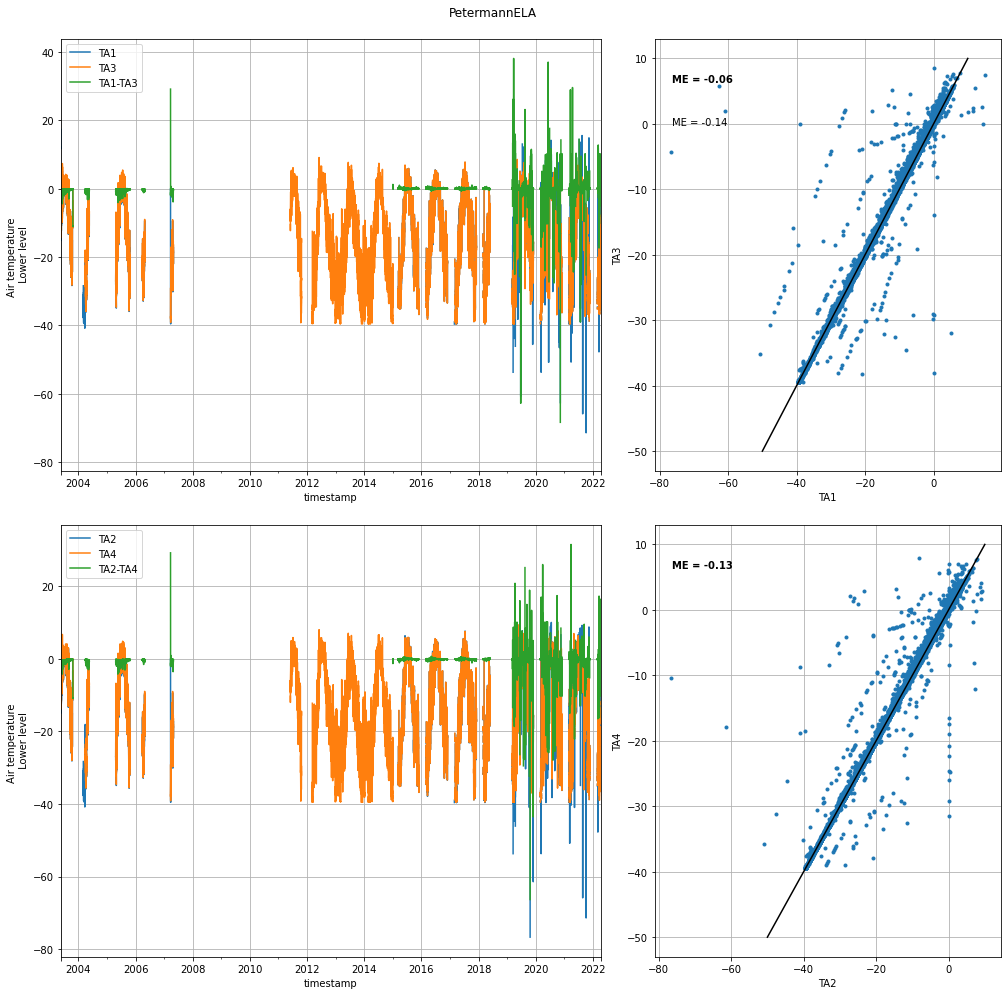 PetermannELA
40
20
0
−20
−40
−60
−80
Air temperature
Lower level
TA1
TA3
TA1-TA3
2004
2006
2008
2010
2012
2014
2016
2018
2020
2022
timestamp
10
0
−10
−20
−30
−40
−50
TA3
ME = -0.06
ME = -0.14
−80
−60
−40
−20
0
TA1
20
0
−20
−40
−60
−80
Air temperature
Lower level
TA2
TA4
TA2-TA4
2004
2006
2008
2010
2012
2014
2016
2018
2020
2022
timestamp
10
0
−10
−20
−30
−40
−50
TA4
ME = -0.13
−80
−60
−40
−20
0
TA2